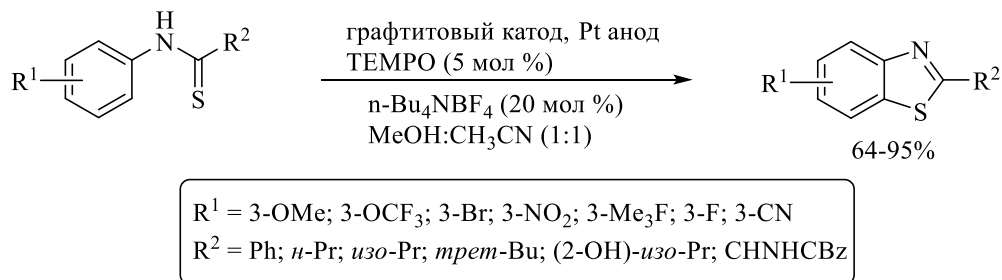 H
N
R²
R¹
S
графтитовый катод, Pt анод
TEMPO (5 мол %)
n-Bu₄NBF₄ (20 мол %)
MeOH:CH₃CN (1:1)
R¹
N
R²
S
64-95%
R¹ = 3-OMe; 3-OCF₃; 3-Br; 3-NO₂; 3-Me₃F; 3-F; 3-CN
R² = Ph; н-Pr; изо-Pr; трет-Bu; (2-OH)-изо-Pr; CHNHCBz